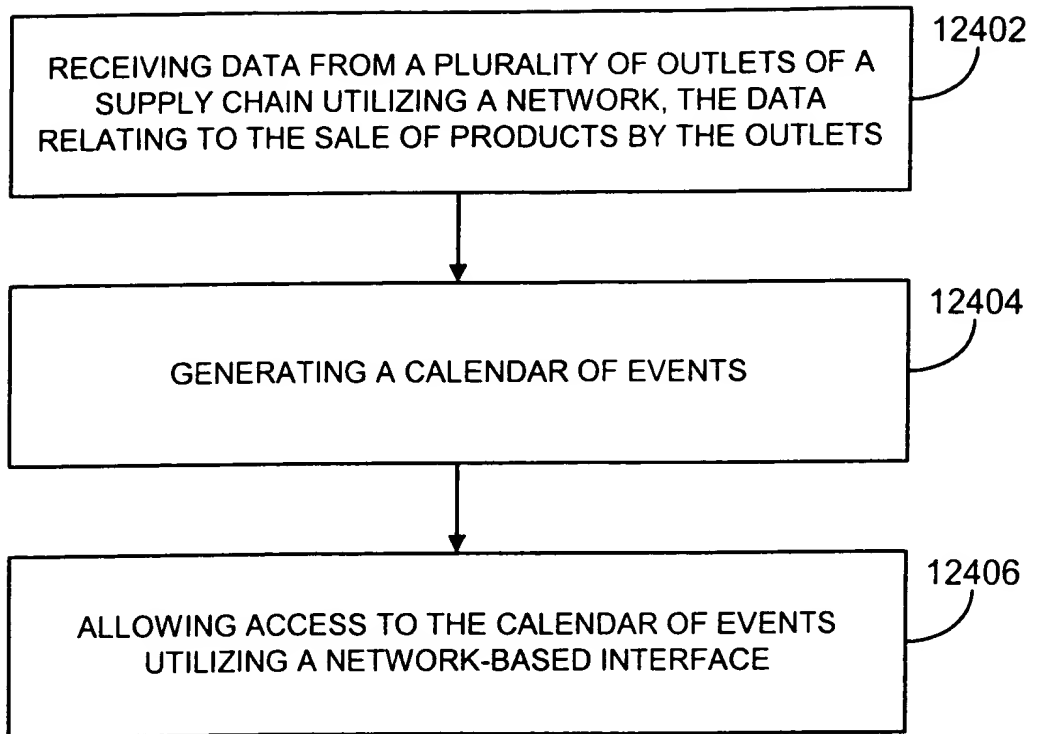 12402
RECEIVING DATA FROM A PLURALITY OF OUTLETS OF A
SUPPLY CHAIN UTILIZING A NETWORK, THE DATA
RELATING TO THE SALE OF PRODUCTS BY THE OUTLETS
12404
GENERATING A CALENDAR OF EVENTS
12406
ALLOWING ACCESS TO THE CALENDAR OF EVENTS
UTILIZING A NETWORK-BASED INTERFACE